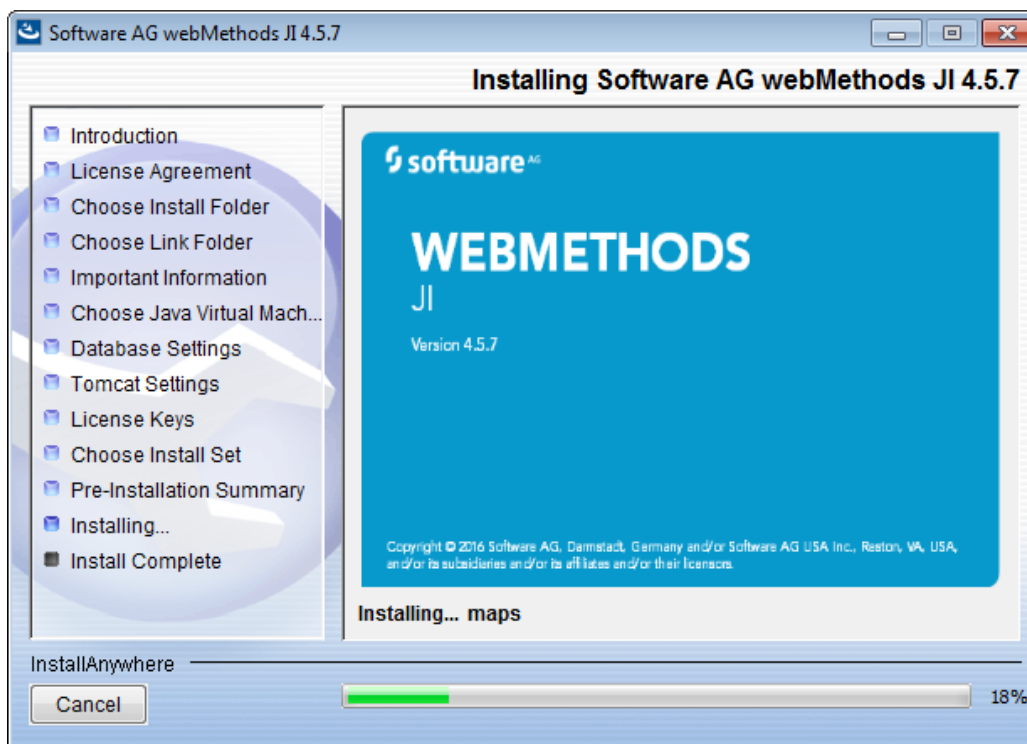 Software AG webMethods JI 4.5.7
Installing Software AG webMethods JI 4.5.7
Introduction
License Agreement
Choose Install Folder
Choose Link Folder
Important Information
Choose Java Virtual Mach...
Database Settings
Tomcat Settings
License Keys
Choose Install Set
Pre-Installation Summary
Installing...
Install Complete
software AG
WEBMETHODS
JI
Version 4.5.7
Copyright © 2016 Software AG, Darmstadt, Germany and/or Software AG USA Inc., Reston, VA, USA,
and/or its subsidiaries and/or its affiliates and/or their licensors.
Installing... maps
InstallAnywhere
Cancel
18%